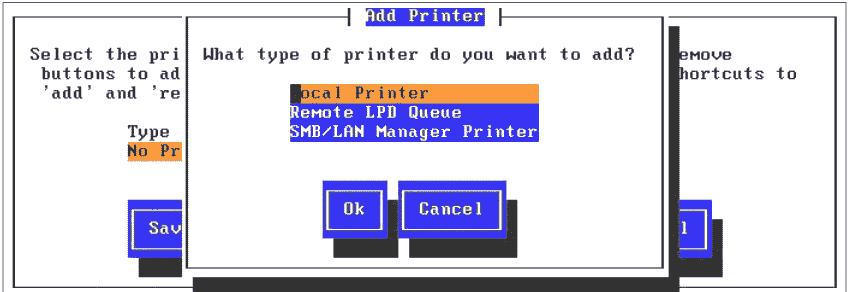 Add Printer
Select the pri
buttons to ad
'add' and 're
What type of printer do you want to add?
emove
hortcuts to
Local Printer
Remote LPD Queue
SMB/LAN Manager Printer
Type
No Pr
Ok
Cancel
Sav
l